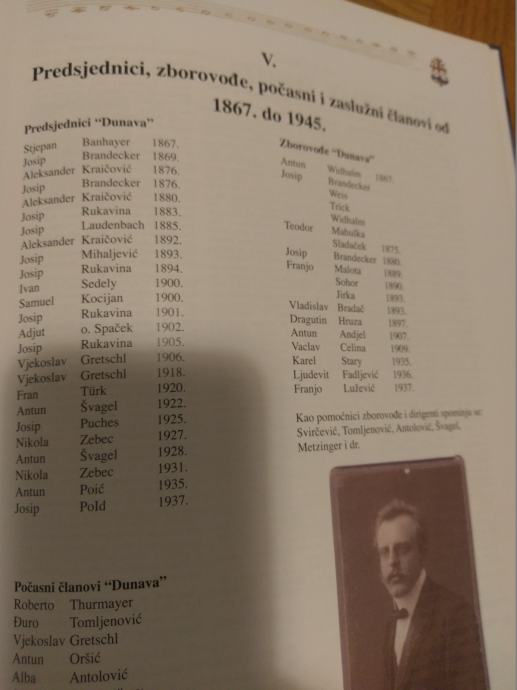 V.
Predsjednici, zborovođe, počasni i zaslužni članovi od
1867. do 1945.
Predsjednici "Dunava"
Stjepan Banhayer 1867.
Josip Brandecker 1869.
Aleksander Kraičović 1876.
Josip Brandecker 1876.
Aleksander Kraičović 1880.
Josip Rukavina 1883.
Josip Laudenbach 1885.
Aleksander Kraičović 1892.
Josip Mihaljević 1893.
Josip Rukavina 1894.
Ivan Sedely 1900.
Samuel Kocijan 1900.
Josip Rukavina 1901.
Adjut o. Spaček 1902.
Josip Rukavina 1905.
Vjekoslav Gretschl 1906.
Vjekoslav Gretschl 1918.
Fran Türk 1920.
Antun Švagel 1922.
Josip Puches 1925.
Nikola Zebec 1927.
Antun Švagel 1928.
Nikola Zebec 1931.
Antun Poić 1935.
Josip Pold 1937.
Počasni članovi "Dunava"
Roberto Thurmayer
Đuro Tomljenović
Vjekoslav Gretschl
Antun Oršić
Alba Antolović
Zborovođe "Dunava"
Antun Widhalm 1867.
Josip Brandecker
Weis
Trick
Widhalm
Teodor Mahulka
Sladaček 1875.
Josip Brandecker 1880.
Franjo Malota 1889.
Sohor 1890.
Jirka 1893.
Vladislav Bradač 1893.
Dragutin Hruza 1897.
Antun Andjel 1907.
Vaclav Celina 1909.
Karel Stary 1935.
Ljudevit Fadljević 1936.
Franjo Lužević 1937.
Kao pomoćnici zborovođe i dirigenti spominju se:
Svirčević, Tomljenović, Antolović, Švagel,
Metzinger i dr.